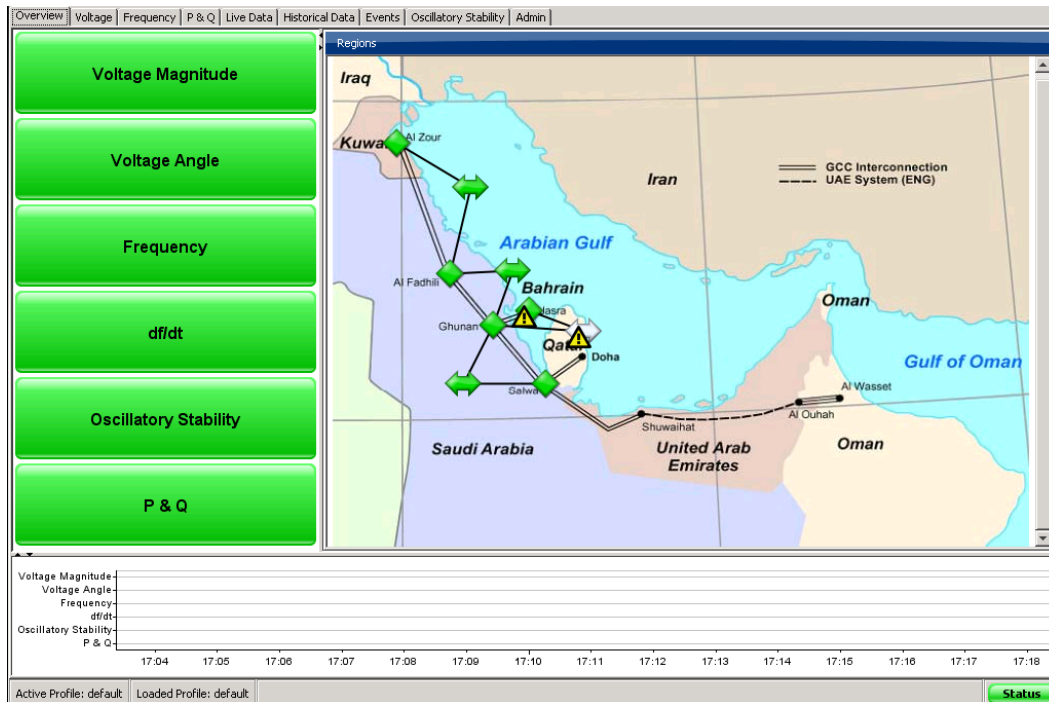 Overview Voltage Frequency P & Q Live Data Historical Data Events Oscillatory Stability Admin
Voltage Magnitude
Voltage Angle
Frequency
df/dt
Oscillatory Stability
P & Q
Regions
Iraq
Al Zour
Iran
GCC Interconnection
UAE System (ENG)
Arabian Gulf
Al Fadhili
Bahrain
Jasra
Ghunan
Doha
Oman
Gulf of Oman
Salwa
Al Wasset
Al Ouhah
Shuwaihat
Saudi Arabia
United Arab
Emirates
Oman
Voltage Magnitude
Voltage Angle
Frequency
df/dt
Oscillatory Stability
P & Q
17:04 17:05 17:06 17:07 17:08 17:09 17:10 17:11 17:12 17:13 17:14 17:15 17:16 17:17 17:18
Active Profile: default Loaded Profile: default Status